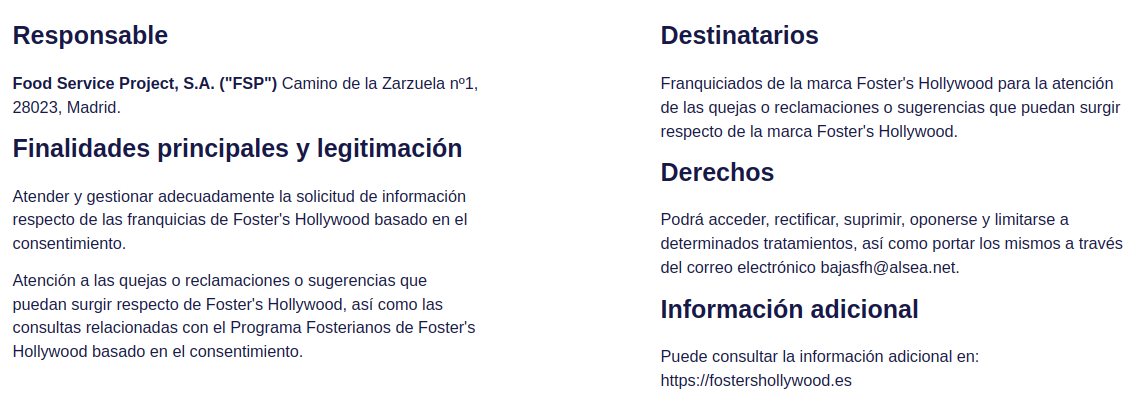 Responsable
Food Service Project, S.A. ("FSP") Camino de la Zarzuela nº1,
28023, Madrid.
Finalidades principales y legitimación
Atender y gestionar adecuadamente la solicitud de información
respecto de las franquicias de Foster's Hollywood basado en el
consentimiento.
Atención a las quejas o reclamaciones o sugerencias que
puedan surgir respecto de Foster's Hollywood, así como las
consultas relacionadas con el Programa Fosterianos de Foster's
Hollywood basado en el consentimiento.
Destinatarios
Franquiciados de la marca Foster's Hollywood para la atención
de las quejas o reclamaciones o sugerencias que puedan surgir
respecto de la marca Foster's Hollywood.
Derechos
Podrá acceder, rectificar, suprimir, oponerse y limitarse a
determinados tratamientos, así como portar los mismos a través
del correo electrónico bajasfh@alsea.net.
Información adicional
Puede consultar la información adicional en:
https://fostershollywood.es